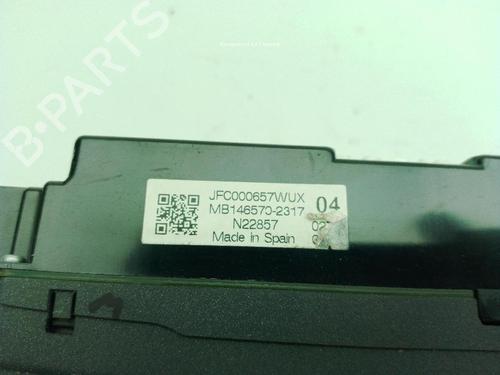 B-PARTS
JFC000657WUX 04
MB146570-2317
N22857
Made in Spain